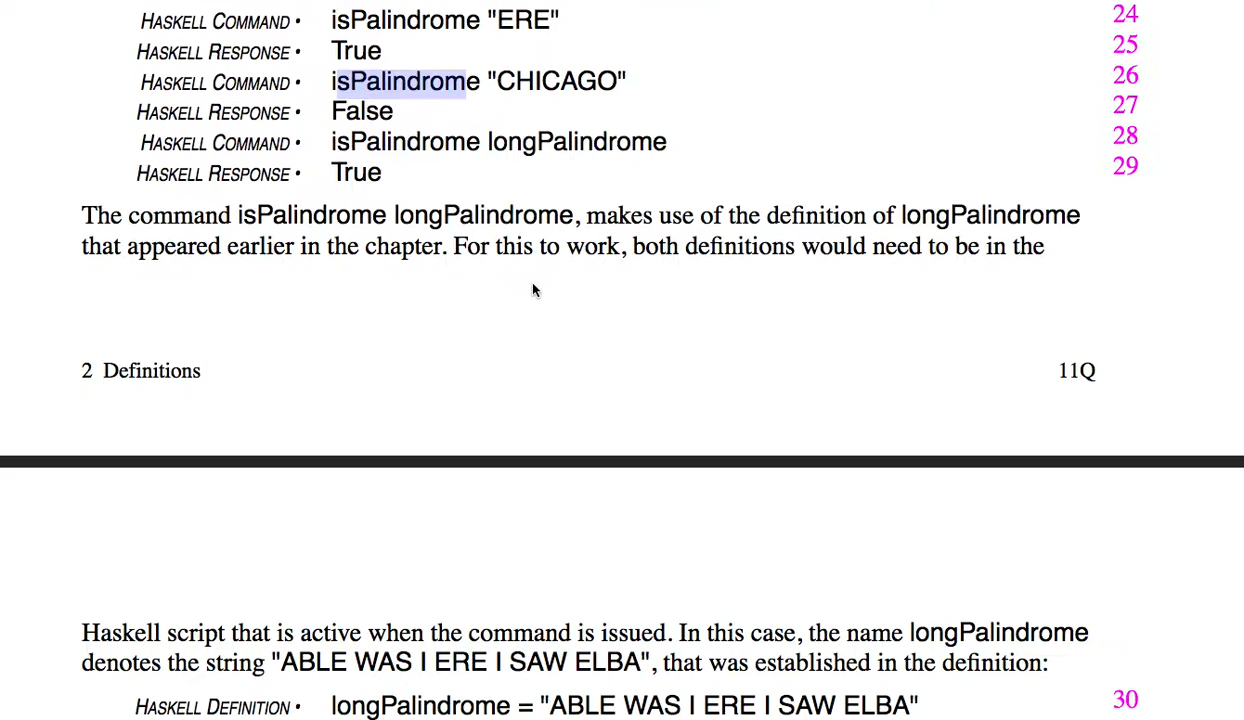 HASKELL COMMAND • isPalindrome "ERE" 24
HASKELL RESPONSE • True 25
HASKELL COMMAND • isPalindrome "CHICAGO" 26
HASKELL RESPONSE • False 27
HASKELL COMMAND • isPalindrome longPalindrome 28
HASKELL RESPONSE • True 29
The command isPalindrome longPalindrome, makes use of the definition of longPalindrome
that appeared earlier in the chapter. For this to work, both definitions would need to be in the
2 Definitions 11Q
Haskell script that is active when the command is issued. In this case, the name longPalindrome
denotes the string "ABLE WAS I ERE I SAW ELBA", that was established in the definition:
HASKELL DEFINITION • longPalindrome = "ABLE WAS I ERE I SAW ELBA" 30